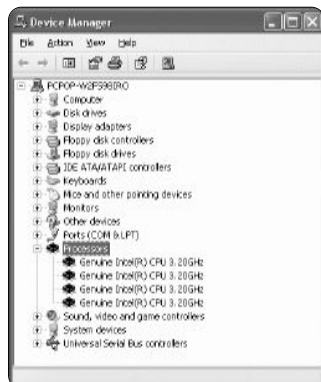 Device Manager
File Action View Help
Computer
Disk drives
Display adapters
Floppy disk controllers
Floppy disk drives
IDE ATA/ATAPI controllers
Keyboards
Mice and other pointing devices
Monitors
Other devices
Ports (COM & LPT)
Processors
Genuine Intel(R) CPU 3.20GHz
Genuine Intel(R) CPU 3.20GHz
Genuine Intel(R) CPU 3.20GHz
Genuine Intel(R) CPU 3.20GHz
Sound, video and game controllers
System devices
Universal Serial Bus controllers